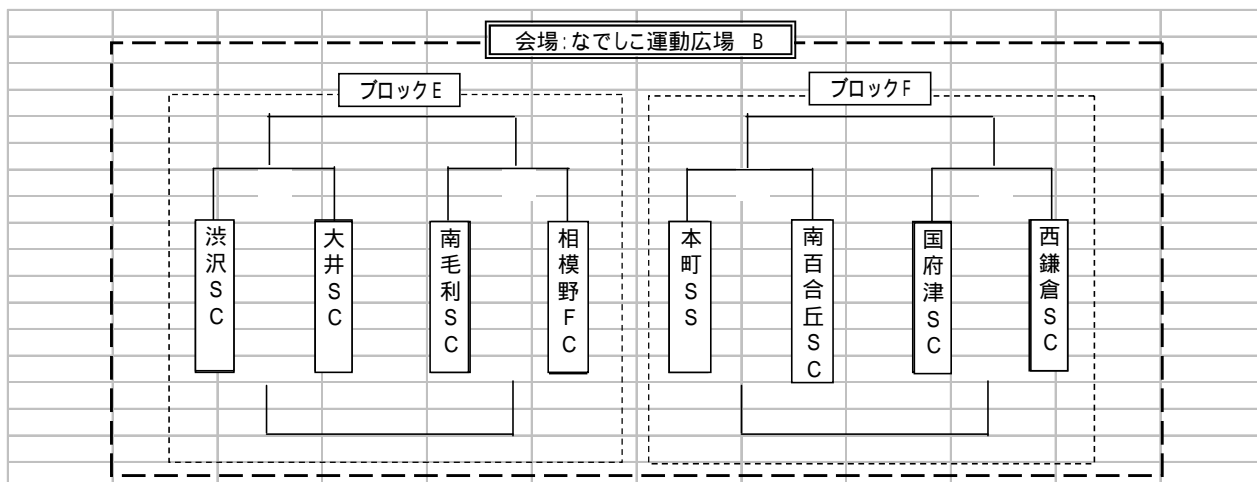 会場:なでしこ運動広場 B
ブロックE
ブロックF
渋沢SC
大井SC
南毛利SC
相模野FC
本町SS
南百合丘SC
国府津SC
西鎌倉SC